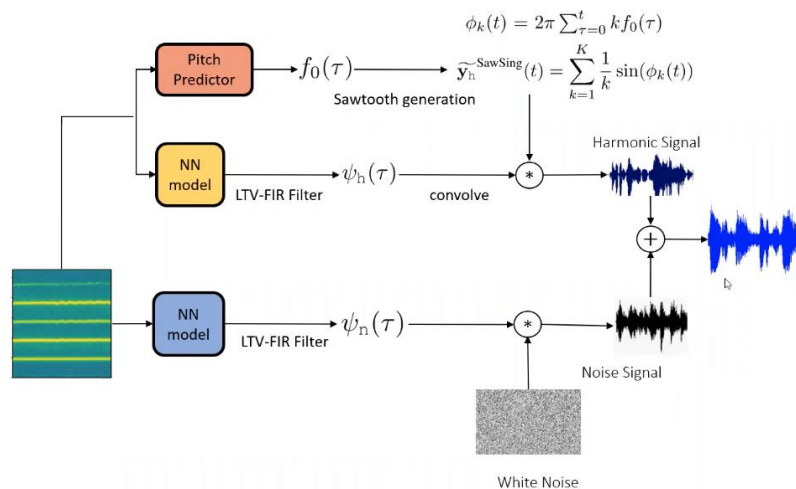 ϕ_k(t) = 2π ∑_{τ=0}^{t} k f_0(τ)
Pitch
Predictor
f_0(τ)
ỹ_h^{SawSing}(t) = ∑_{k=1}^{K} 1/k sin(ϕ_k(t))
Sawtooth generation
Harmonic Signal
NN
model
LTV-FIR Filter
ψ_h(τ)
convolve
*
+
NN
model
LTV-FIR Filter
ψ_n(τ)
*
Noise Signal
White Noise